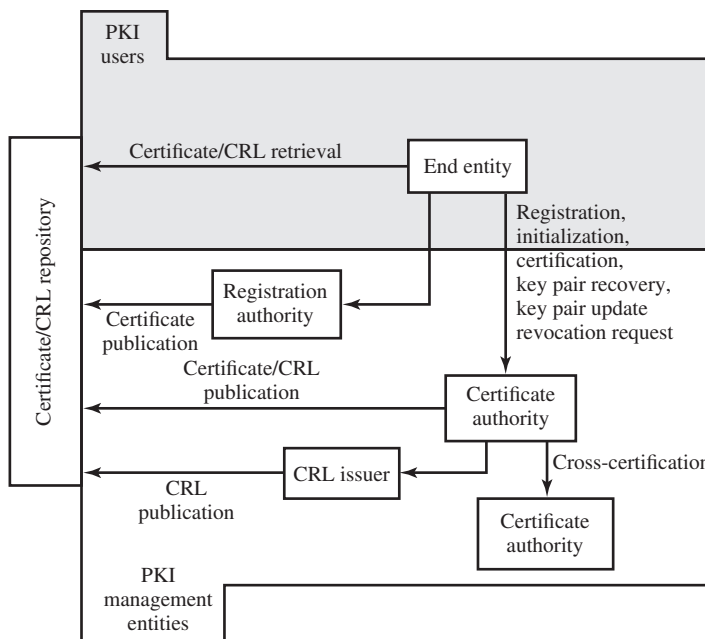 PKI
users
Certificate/CRL retrieval
End entity
Certificate/CRL repository
Registration,
initialization,
certification,
key pair recovery,
key pair update
revocation request
Registration
authority
Certificate
publication
Certificate/CRL
publication
Certificate
authority
CRL issuer
CRL
publication
Cross-certification
Certificate
authority
PKI
management
entities